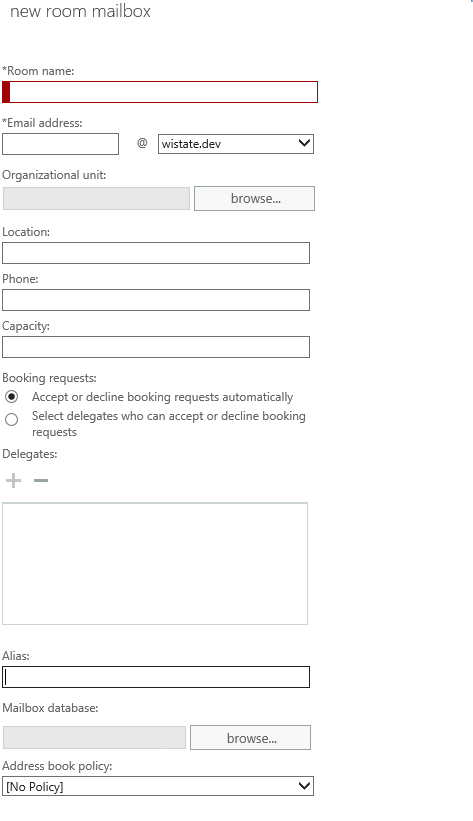 new room mailbox
*Room name:
*Email address:
@ wistate.dev
Organizational unit:
browse...
Location:
Phone:
Capacity:
Booking requests:
Accept or decline booking requests automatically
Select delegates who can accept or decline booking
requests
Delegates:
Alias:
Mailbox database:
browse...
Address book policy:
[No Policy]